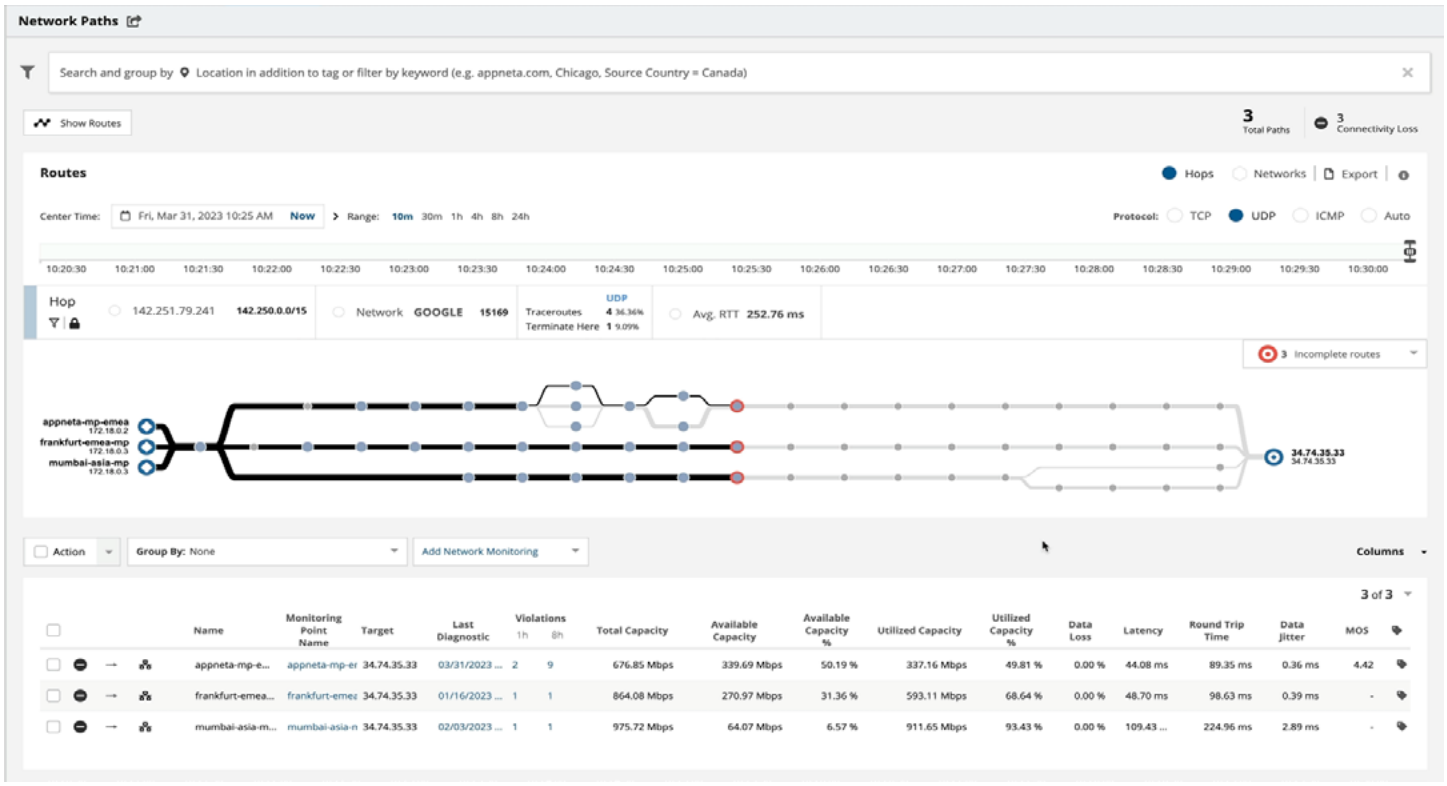 Network Paths
Search and group by Location in addition to tag or filter by keyword (e.g. appneta.com, Chicago, Source Country = Canada)
Show Routes
3 Total Paths
3 Connectivity Loss
Routes
Hops Networks Export
Center Time: Fri, Mar 31, 2023 10:25 AM Now Range: 10m 30m 1h 4h 8h 24h
Protocol: TCP UDP ICMP Auto
10:20:30 10:21:00 10:21:30 10:22:00 10:22:30 10:23:00 10:23:30 10:24:00 10:24:30 10:25:00 10:25:30 10:26:00 10:26:30 10:27:00 10:27:30 10:28:00 10:28:30 10:29:00 10:29:30 10:30:00
Hop
142.251.79.241 142.250.0.0/15
Network GOOGLE 15169
UDP
Traceroutes 4 36.36%
Terminate Here 1 9.09%
Avg. RTT 252.76 ms
3 Incomplete routes
appneta-mp-emea
172.18.0.2
frankfurt-emea-mp
172.18.0.3
mumbai-asia-mp
172.18.0.3
34.74.35.33
34.74.35.33
Action
Group By: None
Add Network Monitoring
Columns
3 of 3
Name
Monitoring Point Name
Target
Last Diagnostic
Violations
1h 8h
Total Capacity
Available Capacity
Available Capacity %
Utilized Capacity
Utilized Capacity %
Data Loss
Latency
Round Trip Time
Data Jitter
MOS
appneta-mp-e... appneta-mp-er 34.74.35.33 03/31/2023 ... 2 9 676.85 Mbps 339.69 Mbps 50.19 % 337.16 Mbps 49.81 % 0.00 % 44.08 ms 89.35 ms 0.36 ms 4.42
frankfurt-emea... frankfurt-emea 34.74.35.33 01/16/2023 ... 1 1 864.08 Mbps 270.97 Mbps 31.36 % 593.11 Mbps 68.64 % 0.00 % 48.70 ms 98.63 ms 0.39 ms -
mumbai-asia-m... mumbai-asia-n 34.74.35.33 02/03/2023 ... 1 1 975.72 Mbps 64.07 Mbps 6.57 % 911.65 Mbps 93.43 % 0.00 % 109.43 ... 224.96 ms 2.89 ms -